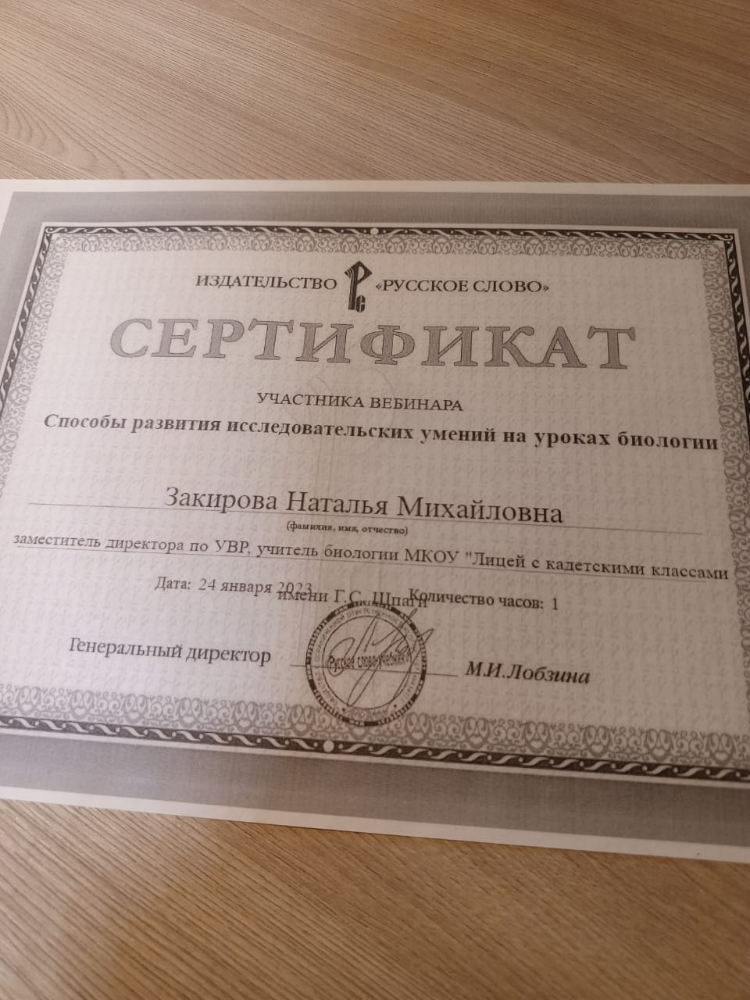 ИЗДАТЕЛЬСТВО «РУССКОЕ СЛОВО»
СЕРТИФИКАТ
УЧАСТНИКА ВЕБИНАРА
Способы развития исследовательских умений на уроках биологии
Закирова Наталья Михайловна
(фамилия, имя, отчество)
заместитель директора по УВР, учитель биологии МКОУ "Лицей с кадетскими классами
имени Г.С. Шпаги
Дата: 24 января 2023 Количество часов: 1
Генеральный директор М.И.Лобзина
Русское слово-учебник